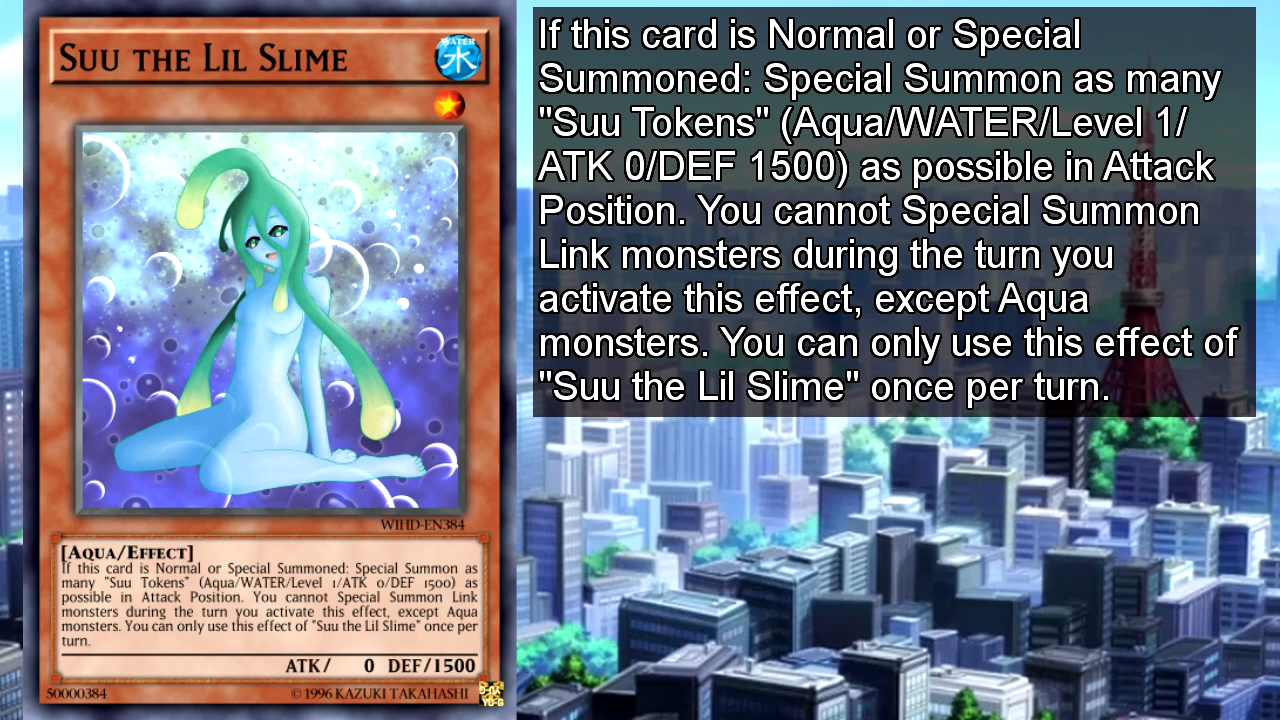 SUU THE LIL SLIME
WATER
水
WIHD-EN384
[AQUA/EFFECT]
If this card is Normal or Special Summoned: Special Summon as
many "Suu Tokens" (Aqua/WATER/Level 1/ATK 0/DEF 1500) as
possible in Attack Position. You cannot Special Summon Link
monsters during the turn you activate this effect, except Aqua
monsters. You can only use this effect of "Suu the Lil Slime" once per
turn.
ATK/ 0 DEF/1500
50000384
© 1996 KAZUKI TAKAHASHI
If this card is Normal or Special
Summoned: Special Summon as many
"Suu Tokens" (Aqua/WATER/Level 1/
ATK 0/DEF 1500) as possible in Attack
Position. You cannot Special Summon
Link monsters during the turn you
activate this effect, except Aqua
monsters. You can only use this effect of
"Suu the Lil Slime" once per turn.